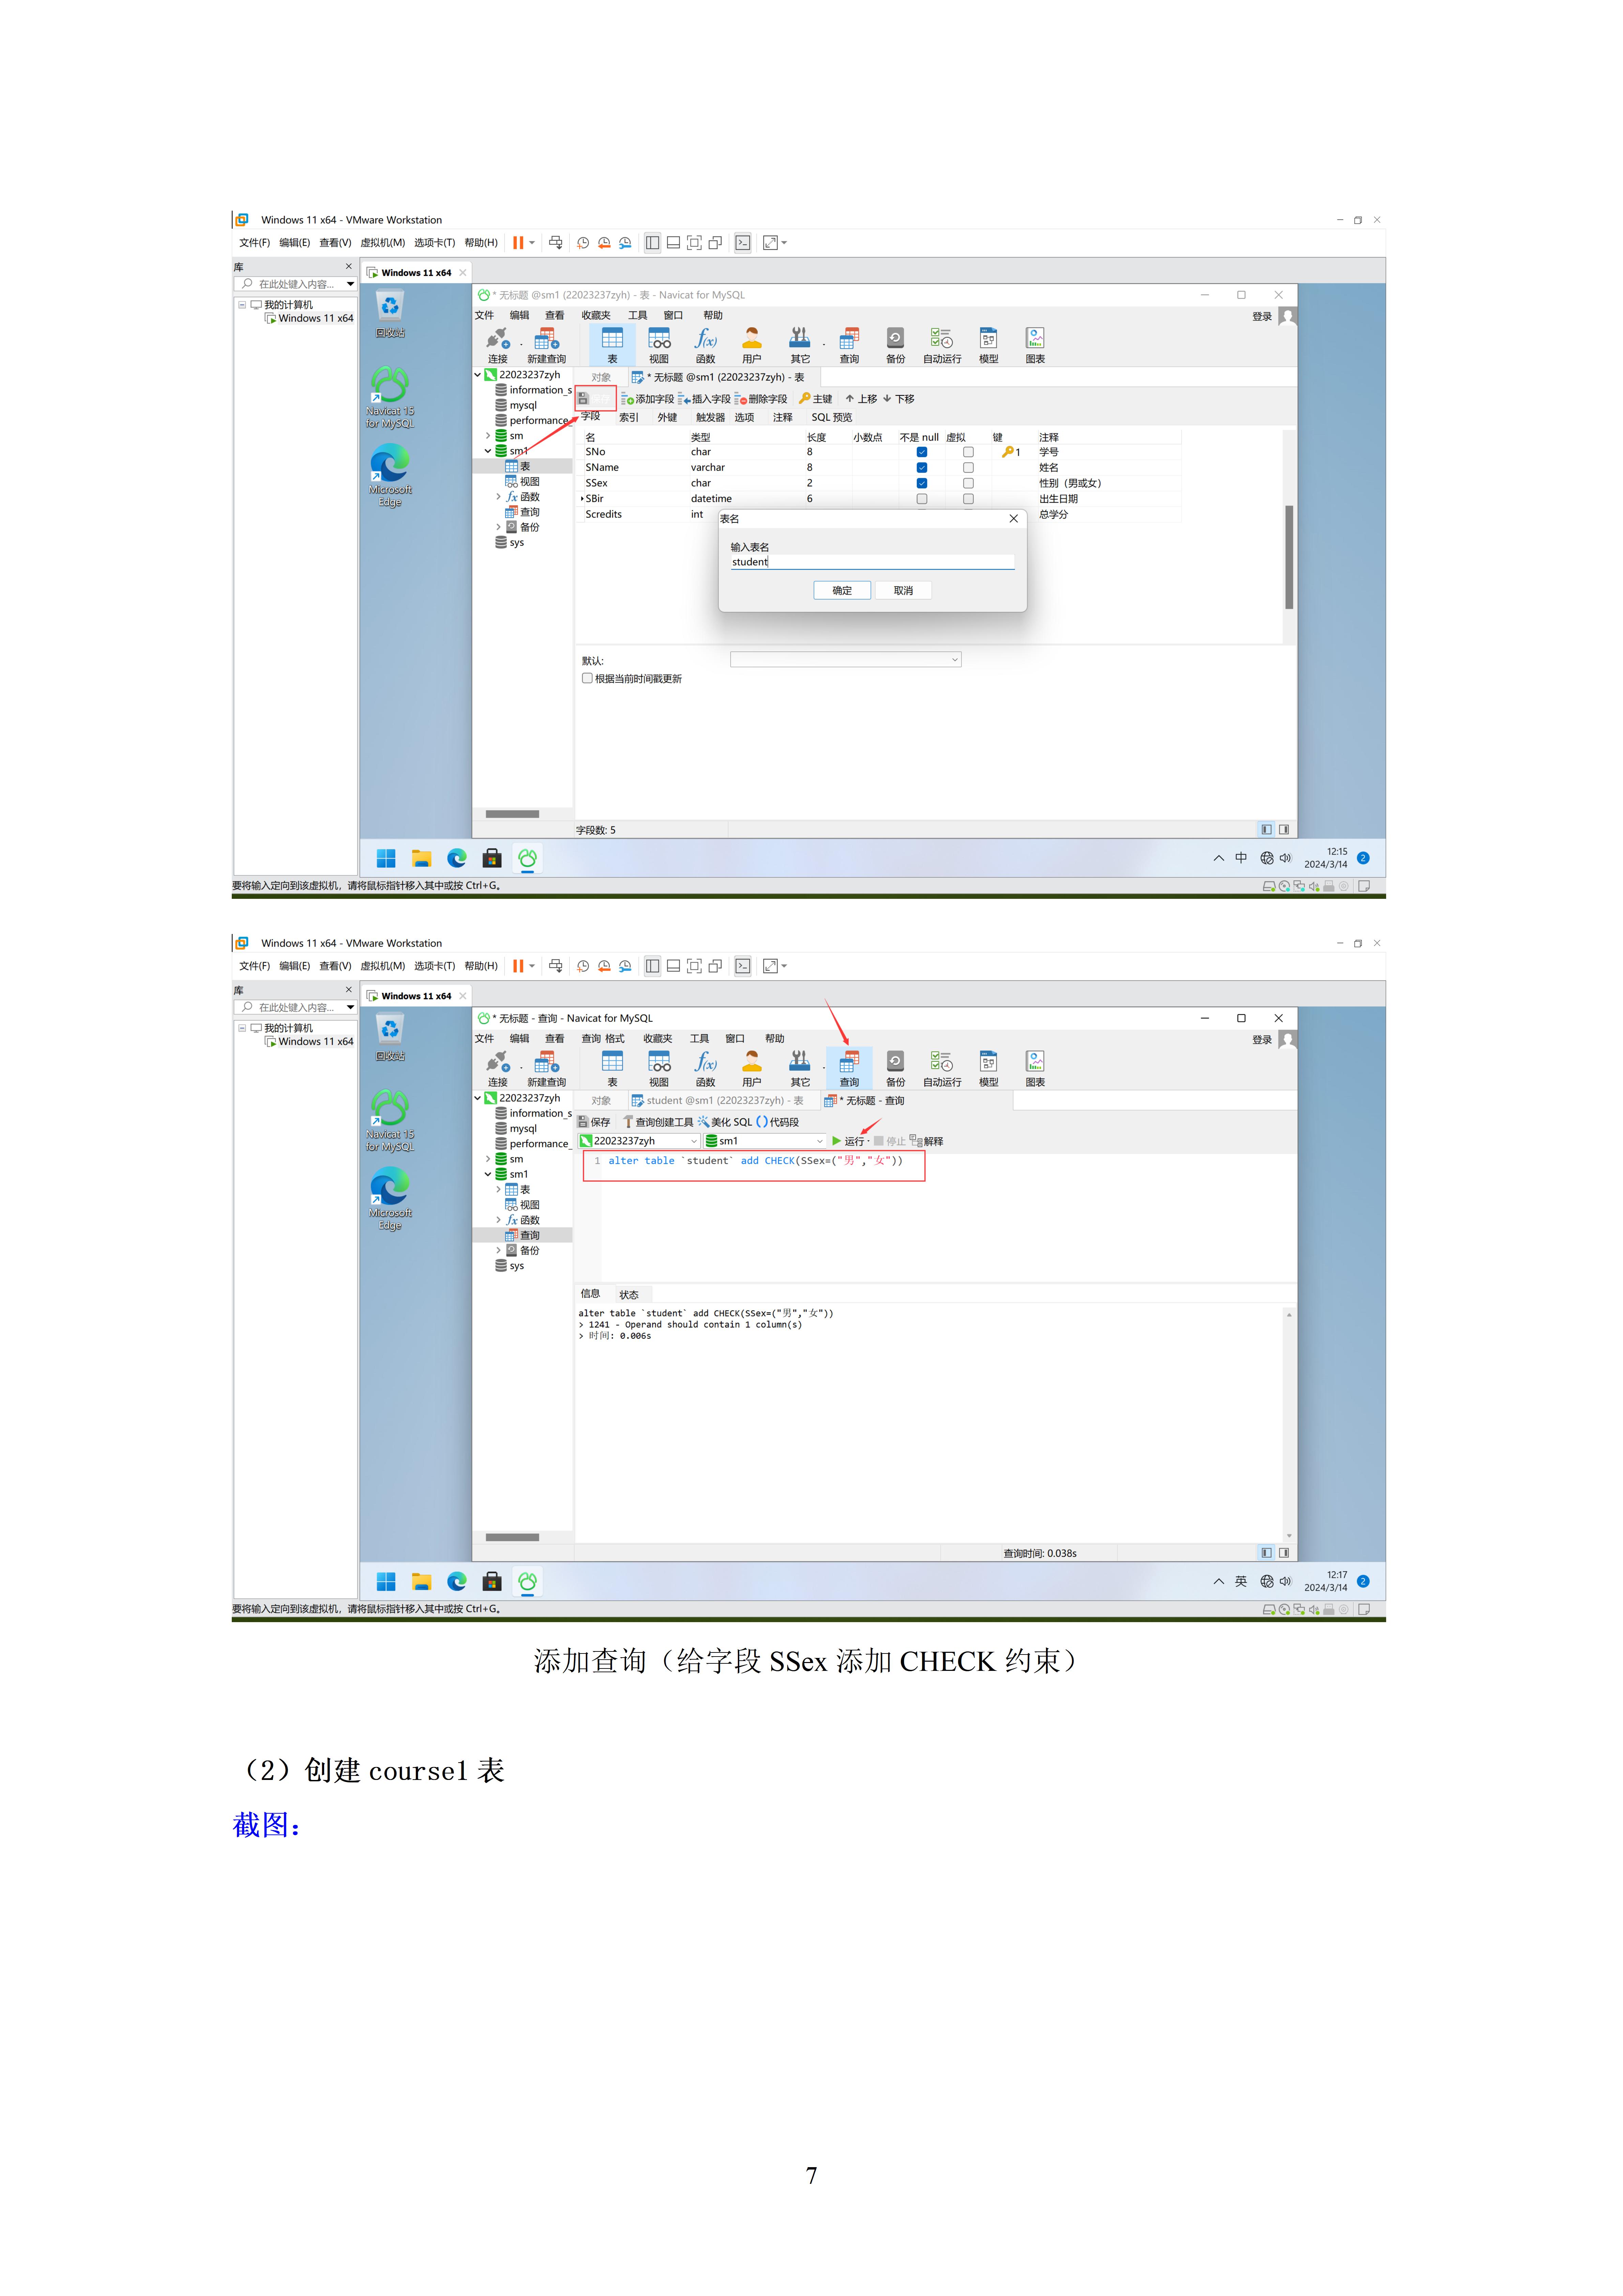 Windows 11 x64 - VMware Workstation
文件(F) 编辑(E) 查看(V) 虚拟机(M) 选项卡(T) 帮助(H)
库
在此处键入内容...
我的计算机
Windows 11 x64
Windows 11 x64
回收站
Navicat 15 for MySQL
Microsoft Edge
* 无标题 @sm1 (22023237zyh) - 表 - Navicat for MySQL
文件 编辑 查看 收藏夹 工具 窗口 帮助 登录
连接 新建查询 表 视图 函数 用户 其它 查询 备份 自动运行 模型 图表
22023237zyh
information_s
mysql
performance_
sm
sm1
表
视图
函数
查询
备份
sys
对象 * 无标题 @sm1 (22023237zyh) - 表
添加字段 插入字段 删除字段 主键 上移 下移
字段 索引 外键 触发器 选项 注释 SQL 预览
名 类型 长度 小数点 不是 null 虚拟 键 注释
SNo char 8 1 学号
SName varchar 8 姓名
SSex char 2 性别（男或女）
SBir datetime 6 出生日期
Scredits int 总学分
表名
输入表名
student
确定 取消
默认:
根据当前时间戳更新
字段数: 5
中 12:15
2024/3/14 2
要将输入定向到该虚拟机，请将鼠标指针移入其中或按 Ctrl+G。
Windows 11 x64 - VMware Workstation
文件(F) 编辑(E) 查看(V) 虚拟机(M) 选项卡(T) 帮助(H)
库
在此处键入内容...
我的计算机
Windows 11 x64
Windows 11 x64
回收站
Navicat 15 for MySQL
Microsoft Edge
* 无标题 - 查询 - Navicat for MySQL
文件 编辑 查看 查询 格式 收藏夹 工具 窗口 帮助 登录
连接 新建查询 表 视图 函数 用户 其它 查询 备份 自动运行 模型 图表
22023237zyh
information_s
mysql
performance_
sm
sm1
表
视图
函数
查询
备份
sys
对象 student @sm1 (22023237zyh) - 表 * 无标题 - 查询
保存 查询创建工具 美化 SQL () 代码段
22023237zyh sm1 运行 停止 解释
1 alter table `student` add CHECK(SSex=("男","女"))
信息 状态
alter table `student` add CHECK(SSex=("男","女"))
> 1241 - Operand should contain 1 column(s)
> 时间: 0.006s
查询时间: 0.038s
英 12:17
2024/3/14 2
要将输入定向到该虚拟机，请将鼠标指针移入其中或按 Ctrl+G。
添加查询（给字段 SSex 添加 CHECK 约束）
（2）创建 course1 表
截图：
7